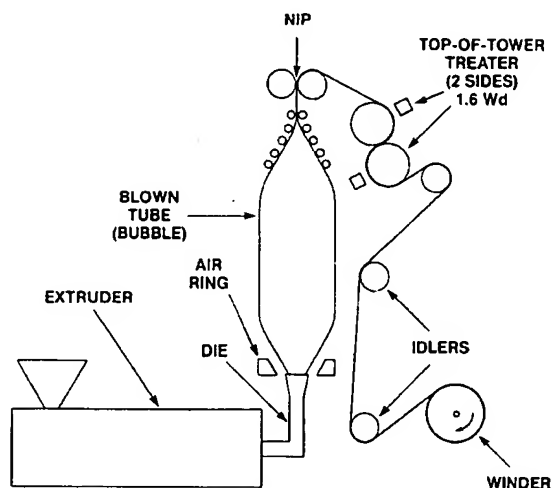 NIP
TOP-OF-TOWER
TREATER
(2 SIDES)
1.6 Wd
BLOWN
TUBE
(BUBBLE)
AIR
RING
EXTRUDER
DIE
IDLERS
WINDER